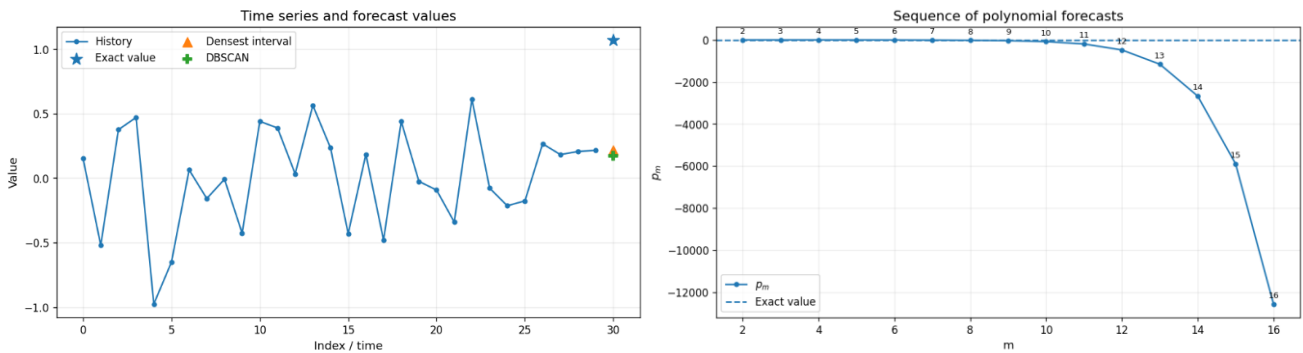 Time series and forecast values
History
Exact value
Densest interval
DBSCAN
Value
1.0
0.5
0.0
−0.5
−1.0
0 5 10 15 20 25 30
Index / time
Sequence of polynomial forecasts
2 3 4 5 6 7 8 9 10 11 12 13 14 15 16
pₘ
0
−2000
−4000
−6000
−8000
−10000
−12000
pₘ
Exact value
2 4 6 8 10 12 14 16
m